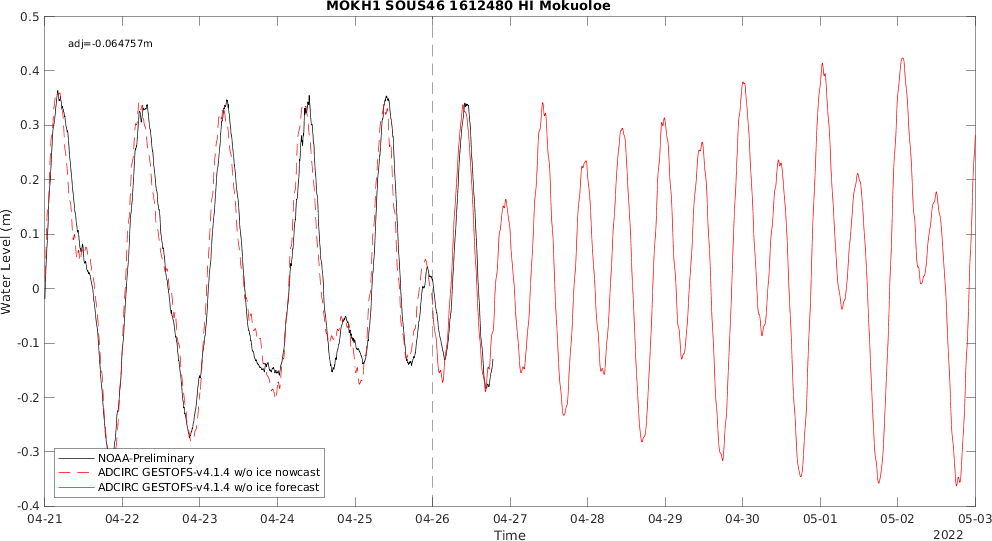 MOKH1 SOUS46 1612480 HI Mokuoloe
adj=-0.064757m
0.5
0.4
0.3
0.2
0.1
0
-0.1
-0.2
-0.3
-0.4
Water Level (m)
NOAA-Preliminary
ADCIRC GESTOFS-v4.1.4 w/o ice nowcast
ADCIRC GESTOFS-v4.1.4 w/o ice forecast
04-21 04-22 04-23 04-24 04-25 04-26 04-27 04-28 04-29 04-30 05-01 05-02 05-03
Time
2022